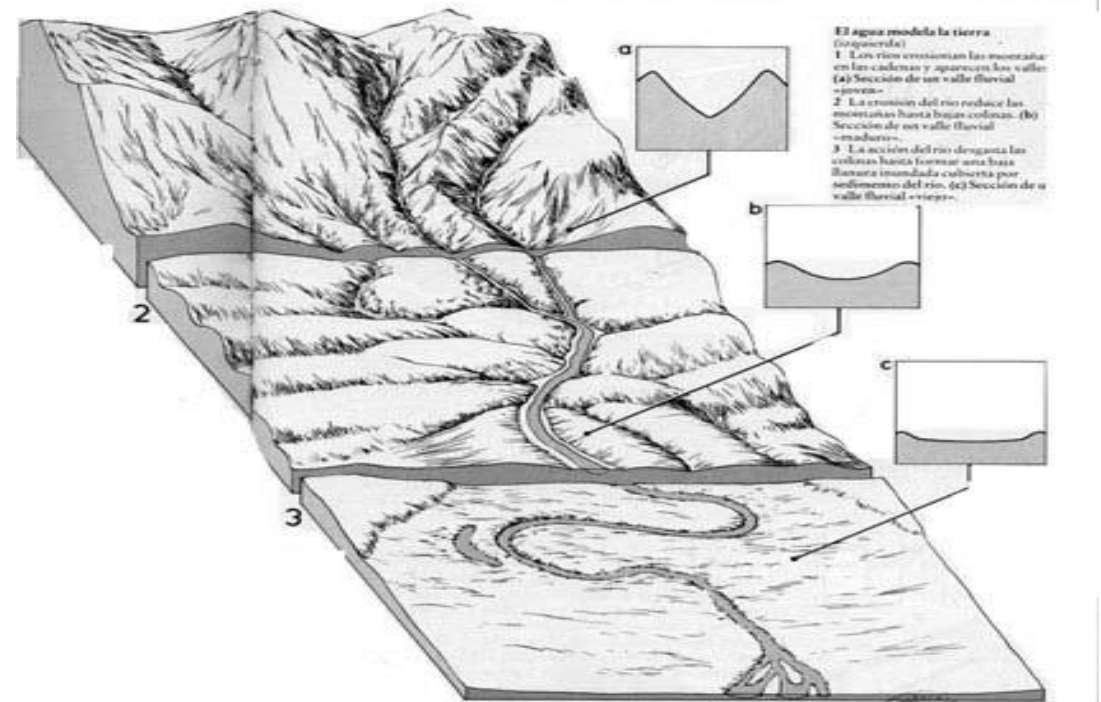 El agua modela la tierra
(izquierda)
1 Los ríos erosionan las montaña
en las cadenas y aparecen los valle
(a) Sección de un valle fluvial
«joven»
2 La erosión del río reduce las
montañas hasta bajas colinas. (b)
Sección de un valle fluvial
«maduro».
3 La acción del río desgasta las
colinas hasta formar una baja
llanura inundada cubierta por
sedimento del río. (c) Sección de u
valle fluvial «viejo».
a
b
2
c
3